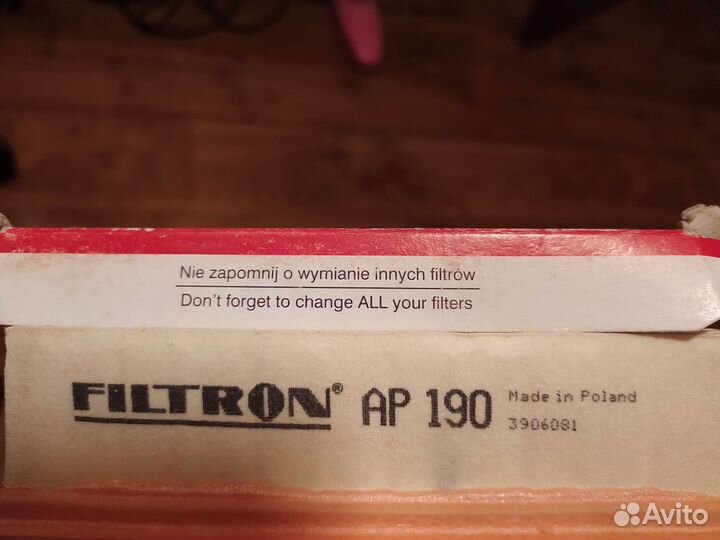 Nie zapomnij o wymianie innych filtrów
Don't forget to change ALL your filters
FILTRON® AP 190
Made in Poland
3906081
Avito